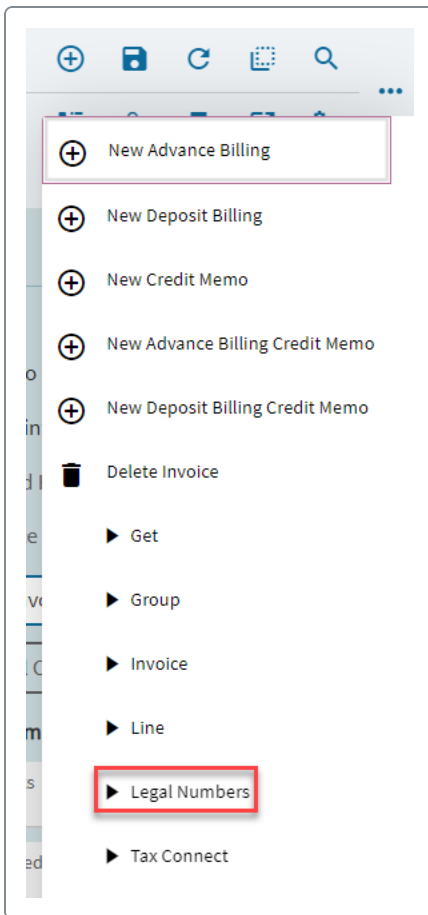 New Advance Billing
New Deposit Billing
New Credit Memo
New Advance Billing Credit Memo
New Deposit Billing Credit Memo
Delete Invoice
Get
Group
Invoice
Line
Legal Numbers
Tax Connect